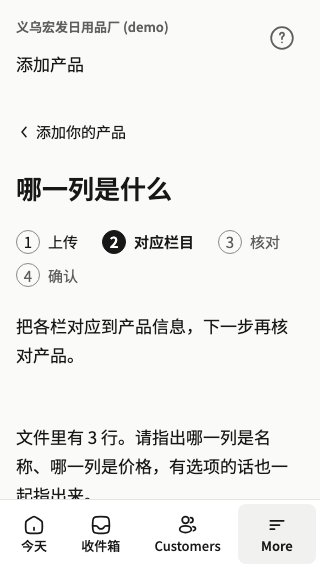 义乌宏发日用品厂 (demo)
添加产品
添加你的产品
哪一列是什么
1 上传 2 对应栏目 3 核对
4 确认
把各栏对应到产品信息，下一步再核
对产品。
文件里有 3 行。请指出哪一列是名
称、哪一列是价格，有选项的话也一
起指出来。
今天 收件箱 Customers More